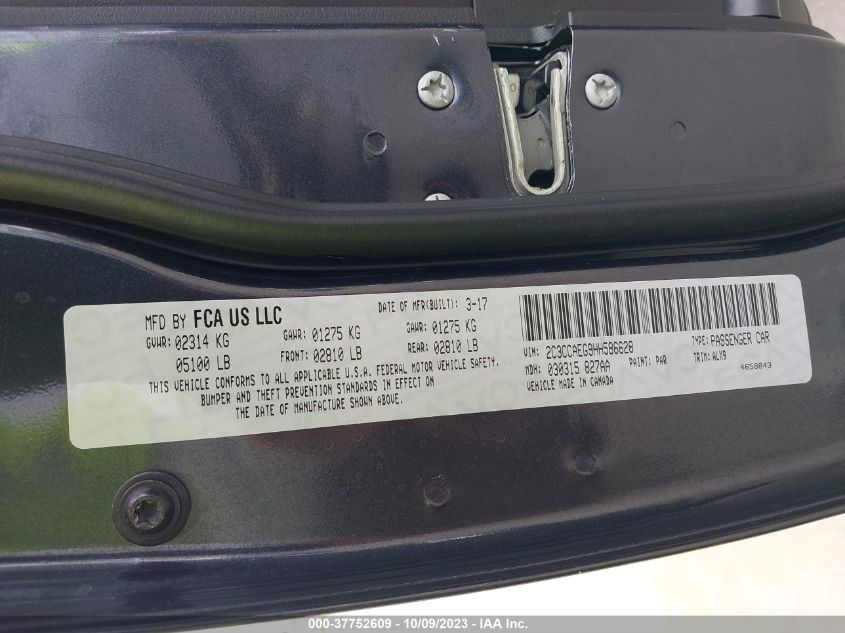 MFD BY FCA US LLC
DATE OF MFR(BUILT): 3-17
GVWR: 02314 KG
GAWR: 01275 KG
GAWR: 01275 KG
05100 LB
FRONT: 02810 LB
REAR: 02810 LB
THIS VEHICLE CONFORMS TO ALL APPLICABLE U.S.A. FEDERAL MOTOR VEHICLE SAFETY,
BUMPER AND THEFT PREVENTION STANDARDS IN EFFECT ON
THE DATE OF MANUFACTURE SHOWN ABOVE.
VIN: 2C3CCAEG9HH586628
TYPE: PASSENGER CAR
MDH: 030315 827AA
PAINT: PAR
TRIM: ALX9
VEHICLE MADE IN CANADA
4658843
000-37752609 - 10/09/2023 - IAA Inc.